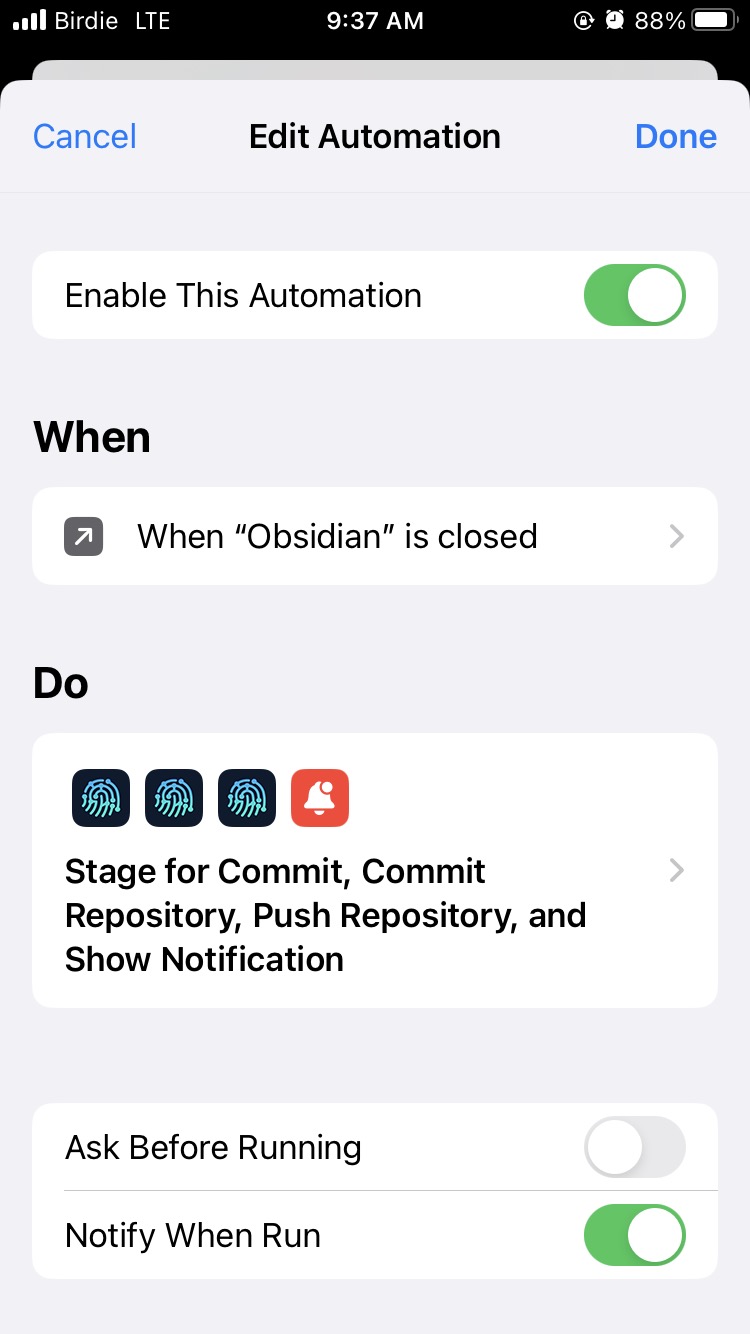 Birdie LTE 9:37 AM 88%
Cancel Edit Automation Done
Enable This Automation
When
When “Obsidian” is closed
Do
Stage for Commit, Commit
Repository, Push Repository, and
Show Notification
Ask Before Running
Notify When Run